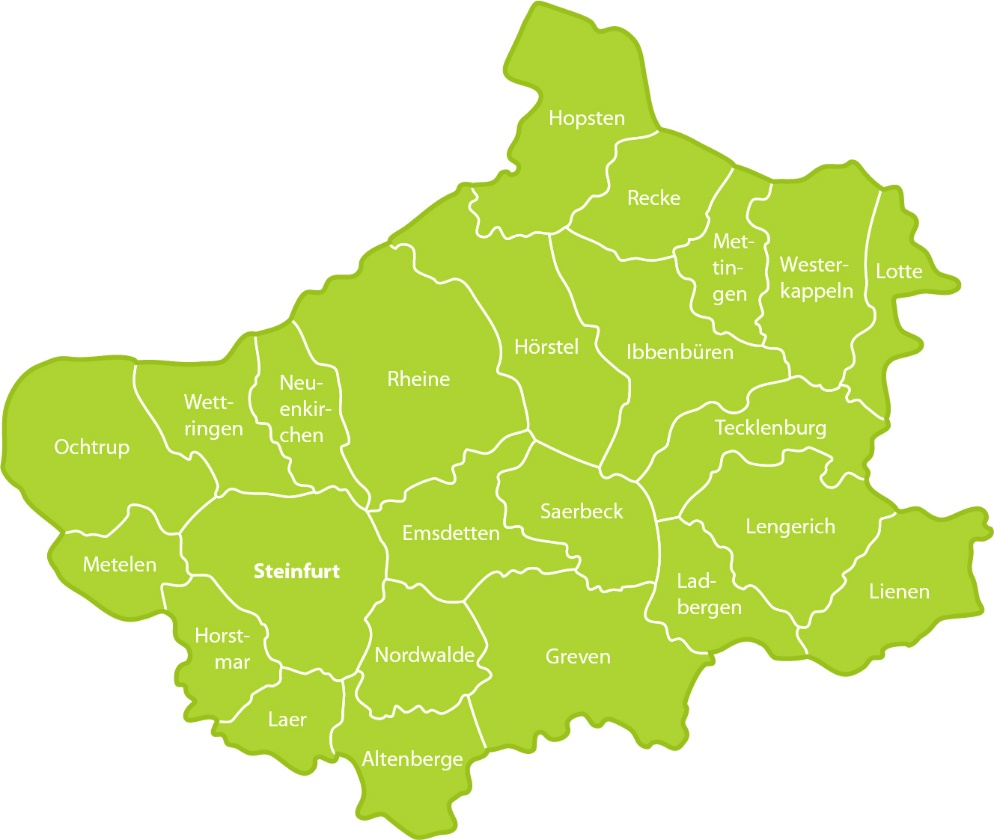 Hopsten
Recke
Met-
tin-
gen
Wester-
kappeln
Lotte
Hörstel
Ibbenbüren
Rheine
Neu-
enkir-
chen
Wett-
ringen
Ochtrup
Tecklenburg
Saerbeck
Emsdetten
Lengerich
Metelen
Steinfurt
Lad-
bergen
Lienen
Horst-
mar
Nordwalde
Greven
Laer
Altenberge